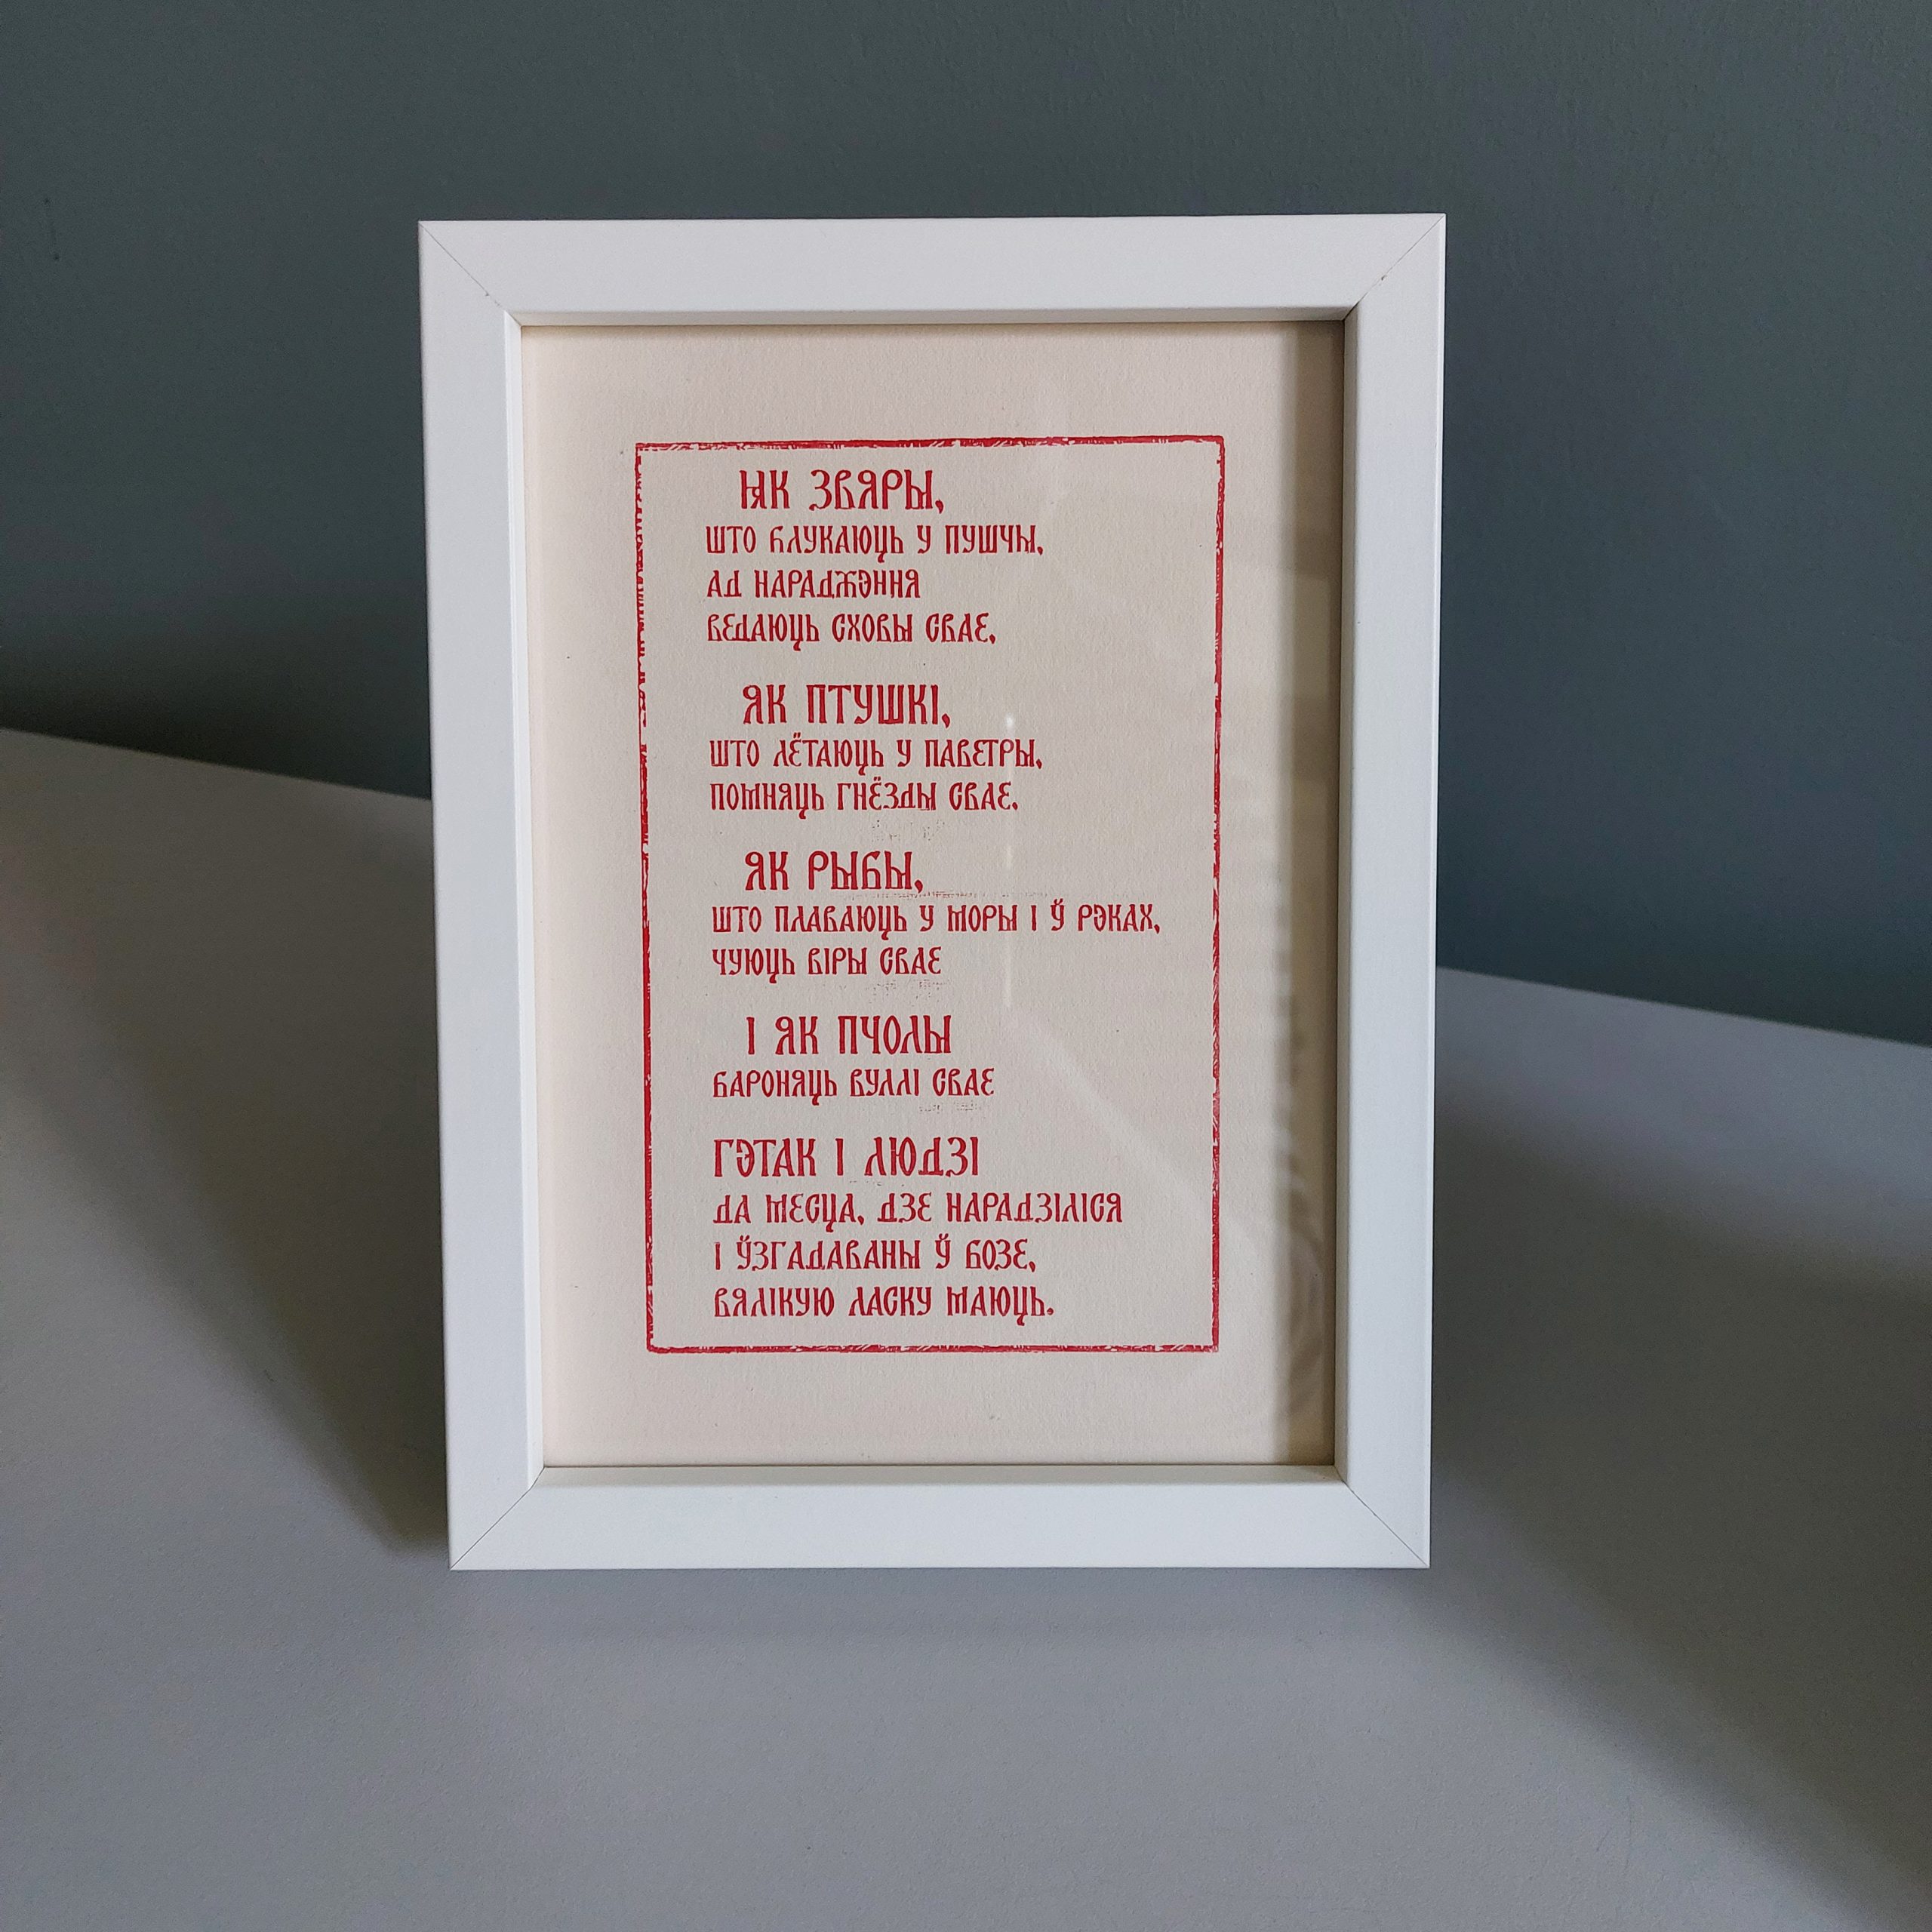 ЯК ЗВЯРЫ,
ШТО БЛУКАЮЦЬ У ПУШЧЫ,
АД НАРАДЖЭННЯ
ВЕДАЮЦЬ СХОВЫ СВАЕ,
ЯК ПТУШКІ,
ШТО ЛЁТАЮЦЬ У ПАВЕТРЫ,
ПОМНЯЦЬ ГНЁЗДЫ СВАЕ,
ЯК РЫБЫ,
ШТО ПЛАВАЮЦЬ У МОРЫ І Ў РЭКАХ,
ЧУЮЦЬ ВІРЫ СВАЕ
І ЯК ПЧОЛЫ
БАРОНЯЦЬ ВУЛЛІ СВАЕ
ГЭТАК І ЛЮДЗІ
ДА МЕСЦА, ДЗЕ НАРАДЗІЛІСЯ
І ЎЗГАДАВАНЫ Ў БОЗЕ,
ВЯЛІКУЮ ЛАСКУ МАЮЦЬ.